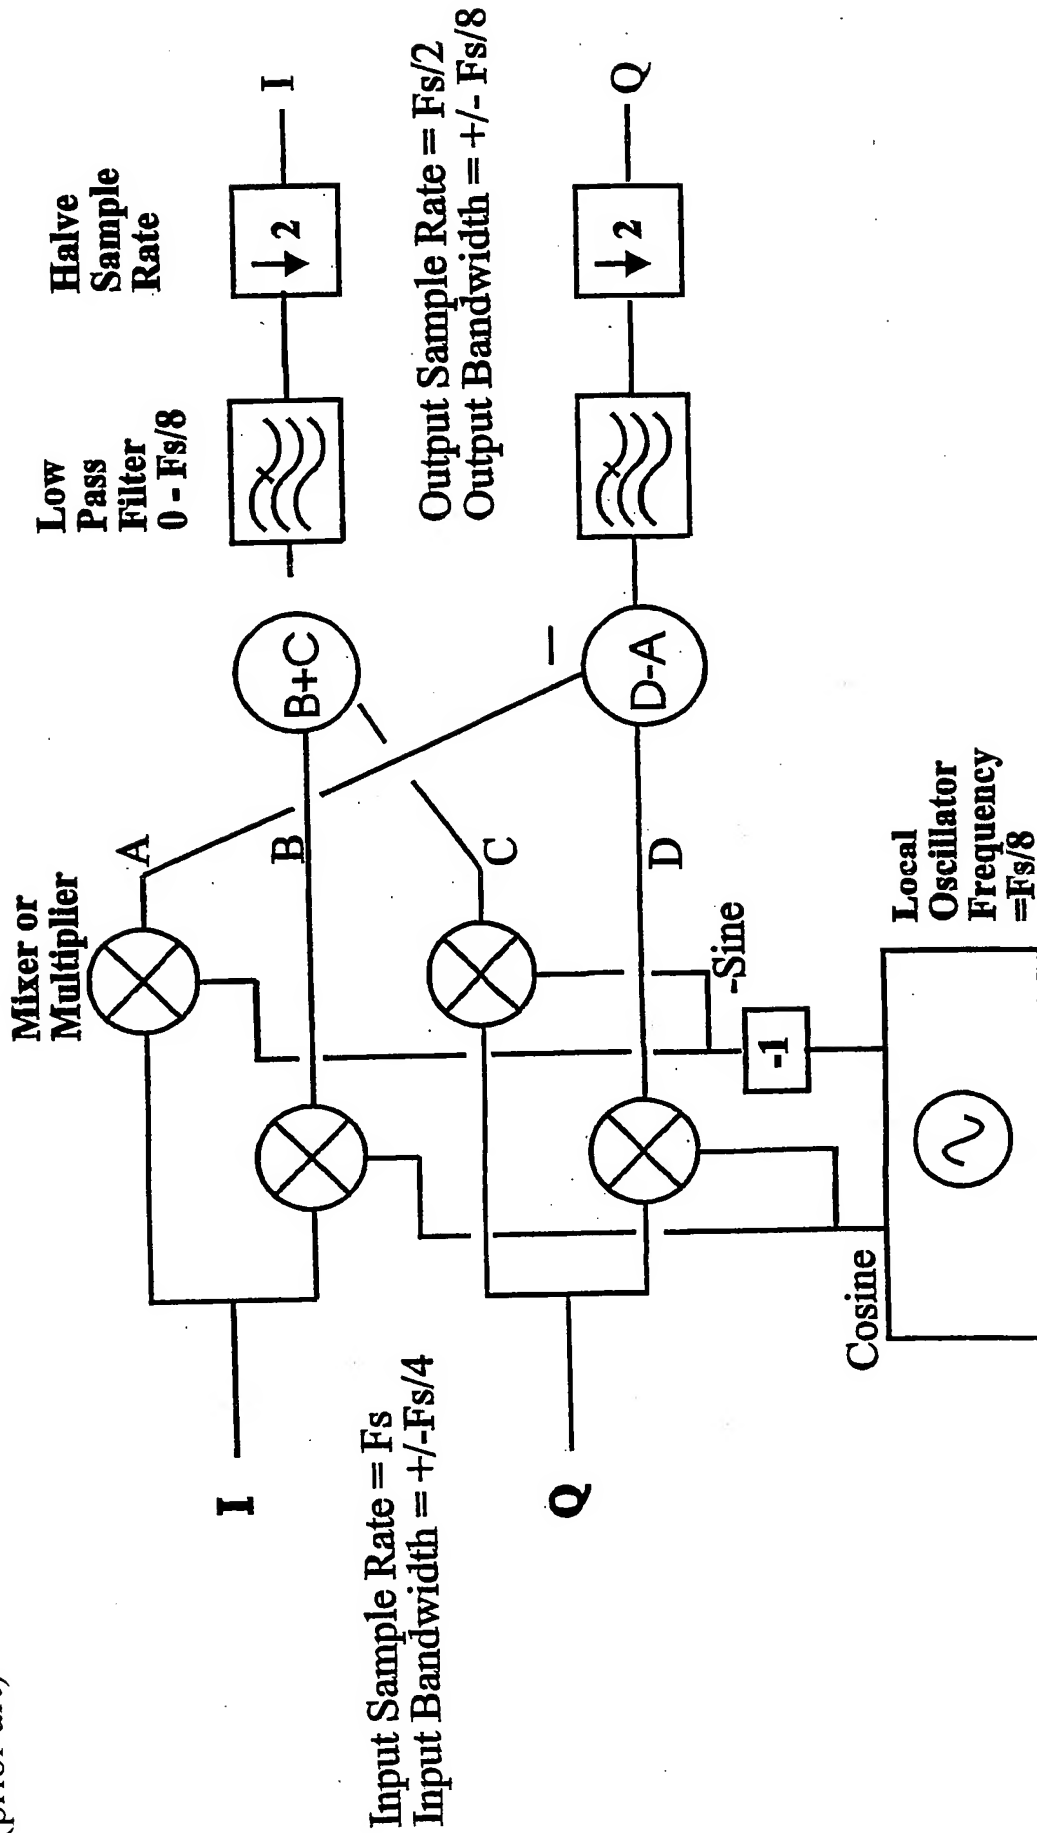 (prior art)
Mixer or
Multiplier
Low
Pass
Filter
0 - Fs/8
Halve
Sample
Rate
I
A
B
B+C
2
I
Input Sample Rate = Fs
Input Bandwidth = +/-Fs/4
Output Sample Rate = Fs/2
Output Bandwidth = +/- Fs/8
Q
C
D
D-A
2
Q
-Sine
-1
Cosine
Local
Oscillator
Frequency
=Fs/8